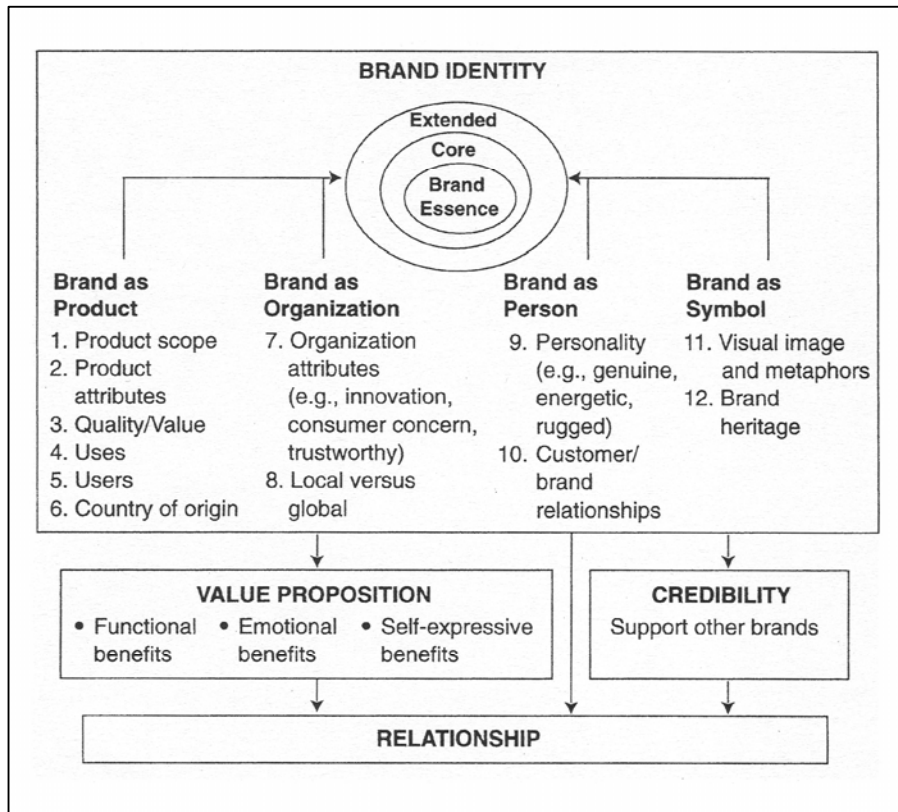 BRAND IDENTITY
Extended
Core
Brand
Essence
Brand as
Product
1. Product scope
2. Product
attributes
3. Quality/Value
4. Uses
5. Users
6. Country of origin
Brand as
Organization
7. Organization
attributes
(e.g., innovation,
consumer concern,
trustworthy)
8. Local versus
global
Brand as
Person
9. Personality
(e.g., genuine,
energetic,
rugged)
10. Customer/
brand
relationships
Brand as
Symbol
11. Visual image
and metaphors
12. Brand
heritage
VALUE PROPOSITION
• Functional
benefits
• Emotional
benefits
• Self-expressive
benefits
CREDIBILITY
Support other brands
RELATIONSHIP